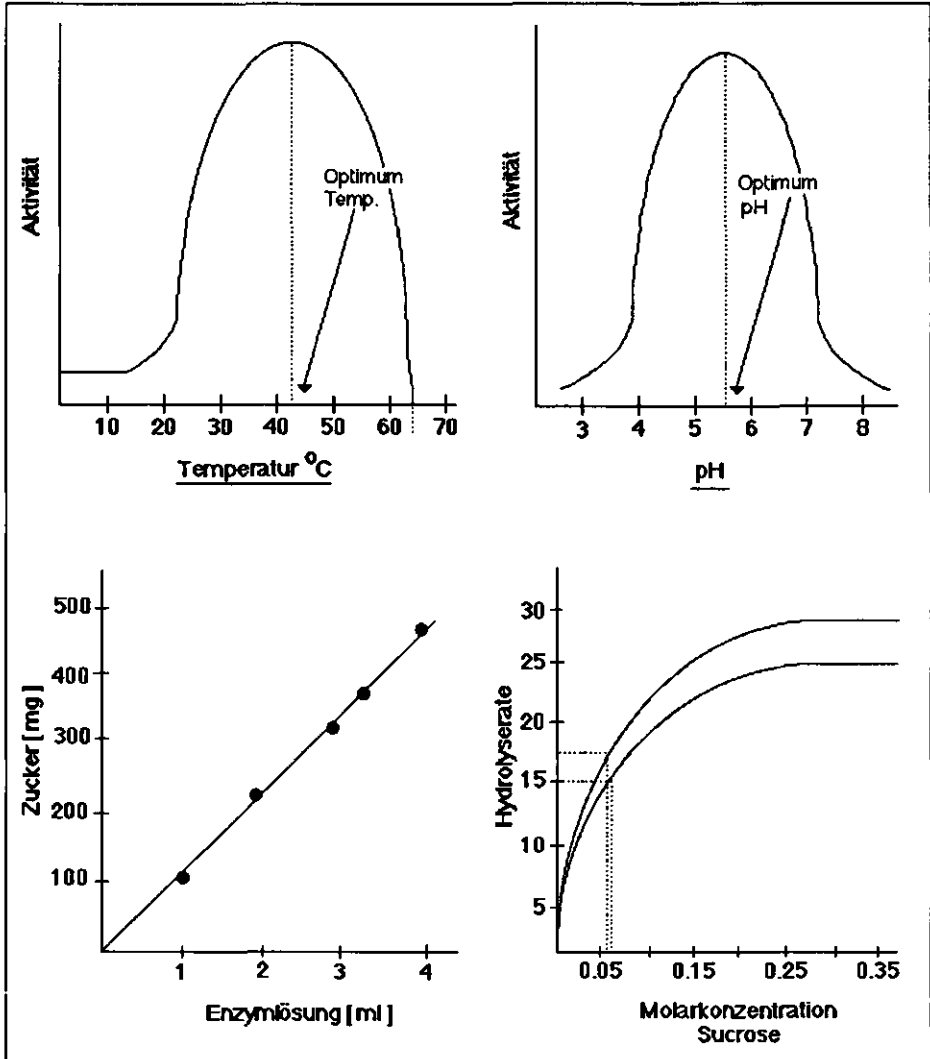 Aktivität
Optimum
Temp.
10 20 30 40 50 60 70
Temperatur °C
Aktivität
Optimum
pH
3 4 5 6 7 8
pH
500
400
300
200
100
Zucker [mg]
1 2 3 4
Enzymlösung [ml]
30
25
20
15
10
5
Hydrolyserate
0.05 0.15 0.25 0.35
Molarkonzentration
Sucrose